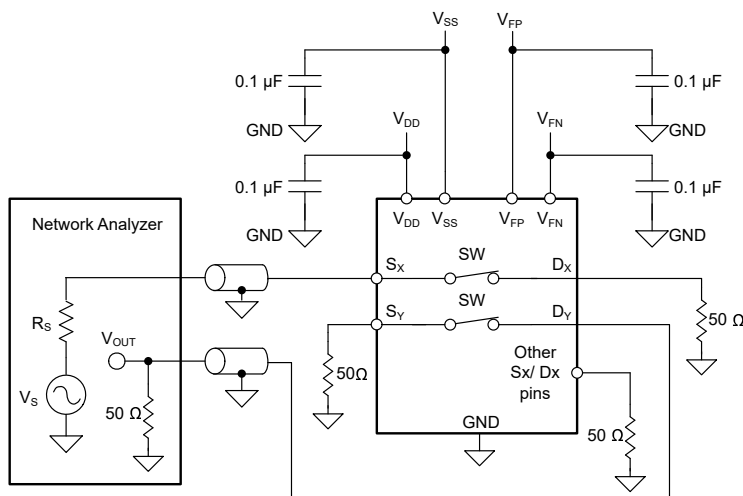 V_SS V_FP
0.1 µF 0.1 µF
GND V_DD V_FN GND
0.1 µF 0.1 µF
GND V_DD V_SS V_FP V_FN GND
Network Analyzer
S_X SW D_X
R_S
V_OUT
S_Y SW D_Y
50 Ω
V_S
50 Ω
50Ω
Other
Sx/ Dx
pins
GND
50 Ω